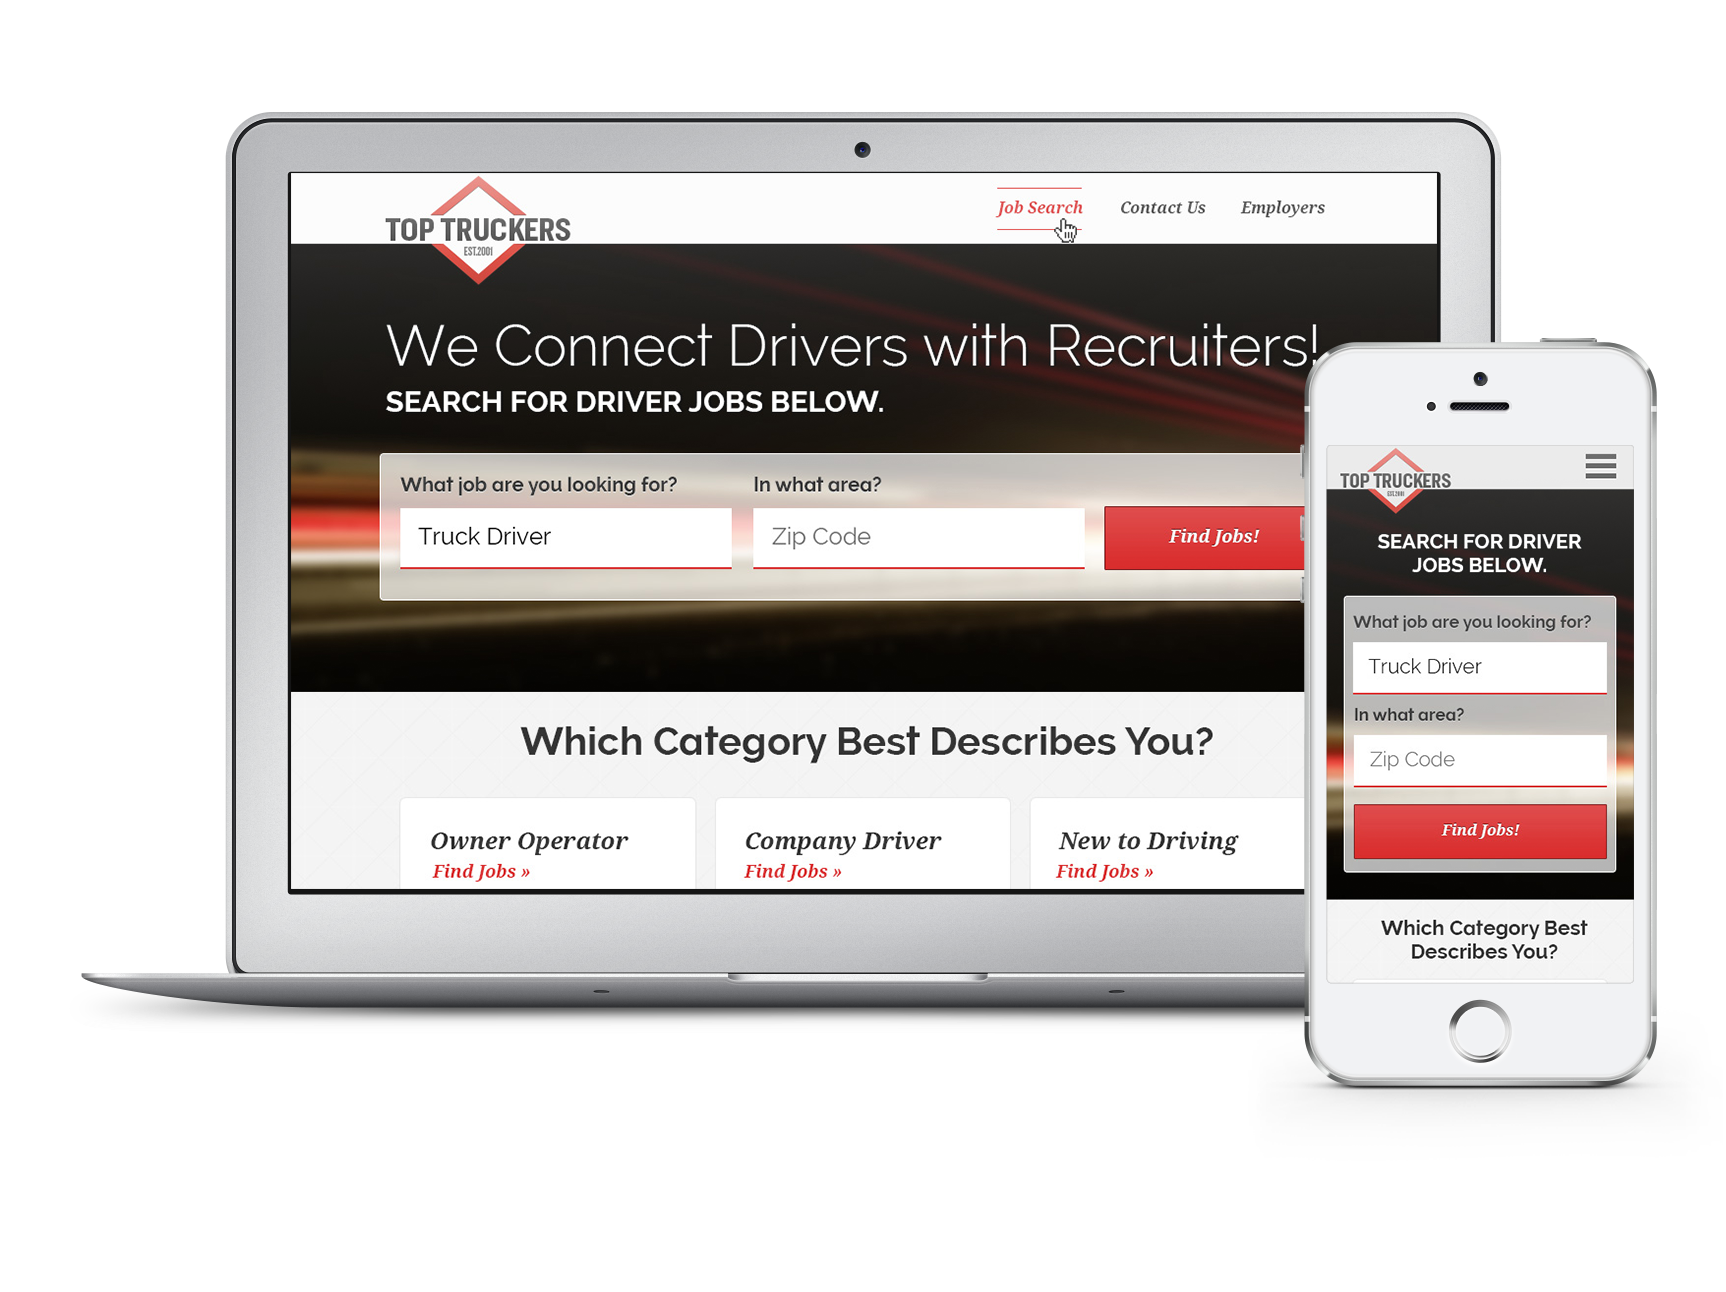 TOP TRUCKERS
EST.2001
Job Search
Contact Us
Employers
We Connect Drivers with Recruiters!
SEARCH FOR DRIVER JOBS BELOW.
What job are you looking for?
In what area?
Truck Driver
Zip Code
Find Jobs!
Which Category Best Describes You?
Owner Operator
Find Jobs »
Company Driver
Find Jobs »
New to Driving
Find Jobs »
TOP TRUCKERS
EST.2001
SEARCH FOR DRIVER
JOBS BELOW.
What job are you looking for?
Truck Driver
In what area?
Zip Code
Find Jobs!
Which Category Best
Describes You?